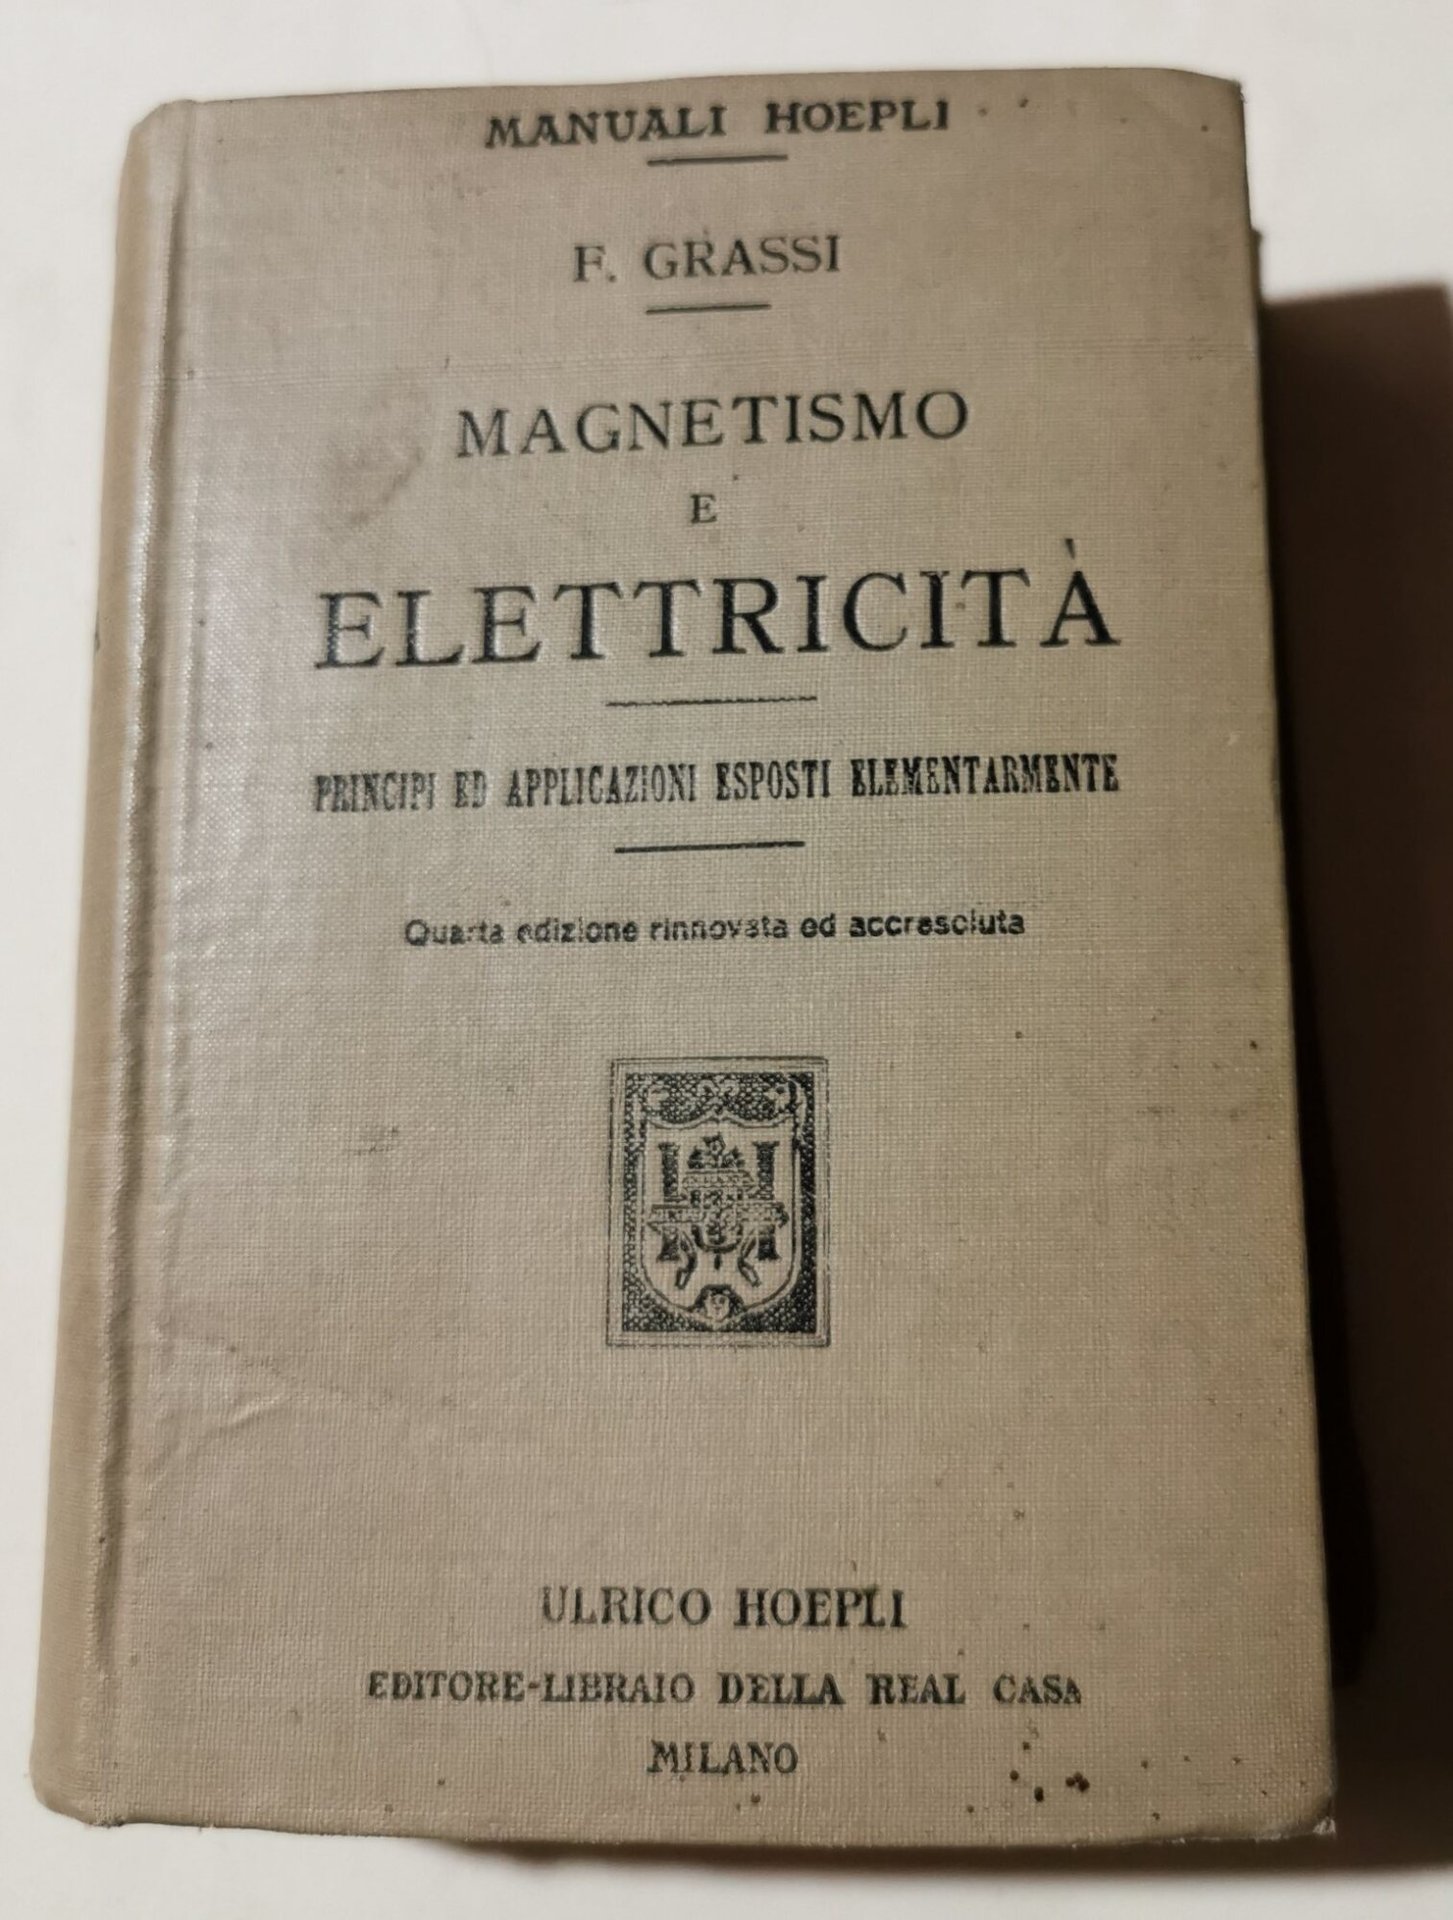 MANUALI HOEPLI
F. GRASSI
MAGNETISMO
E
ELETTRICITÀ
PRINCIPI ED APPLICAZIONI ESPOSTI ELEMENTARMENTE
Quarta edizione rinnovata ed accresciuta
ULRICO HOEPLI
EDITORE-LIBRAIO DELLA REAL CASA
MILANO